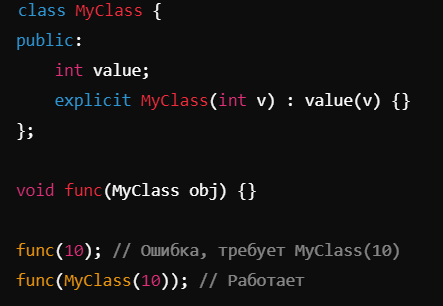 class MyClass {
public:
    int value;
    explicit MyClass(int v) : value(v) {}
};

void func(MyClass obj) {}

func(10); // Ошибка, требует MyClass(10)
func(MyClass(10)); // Работает